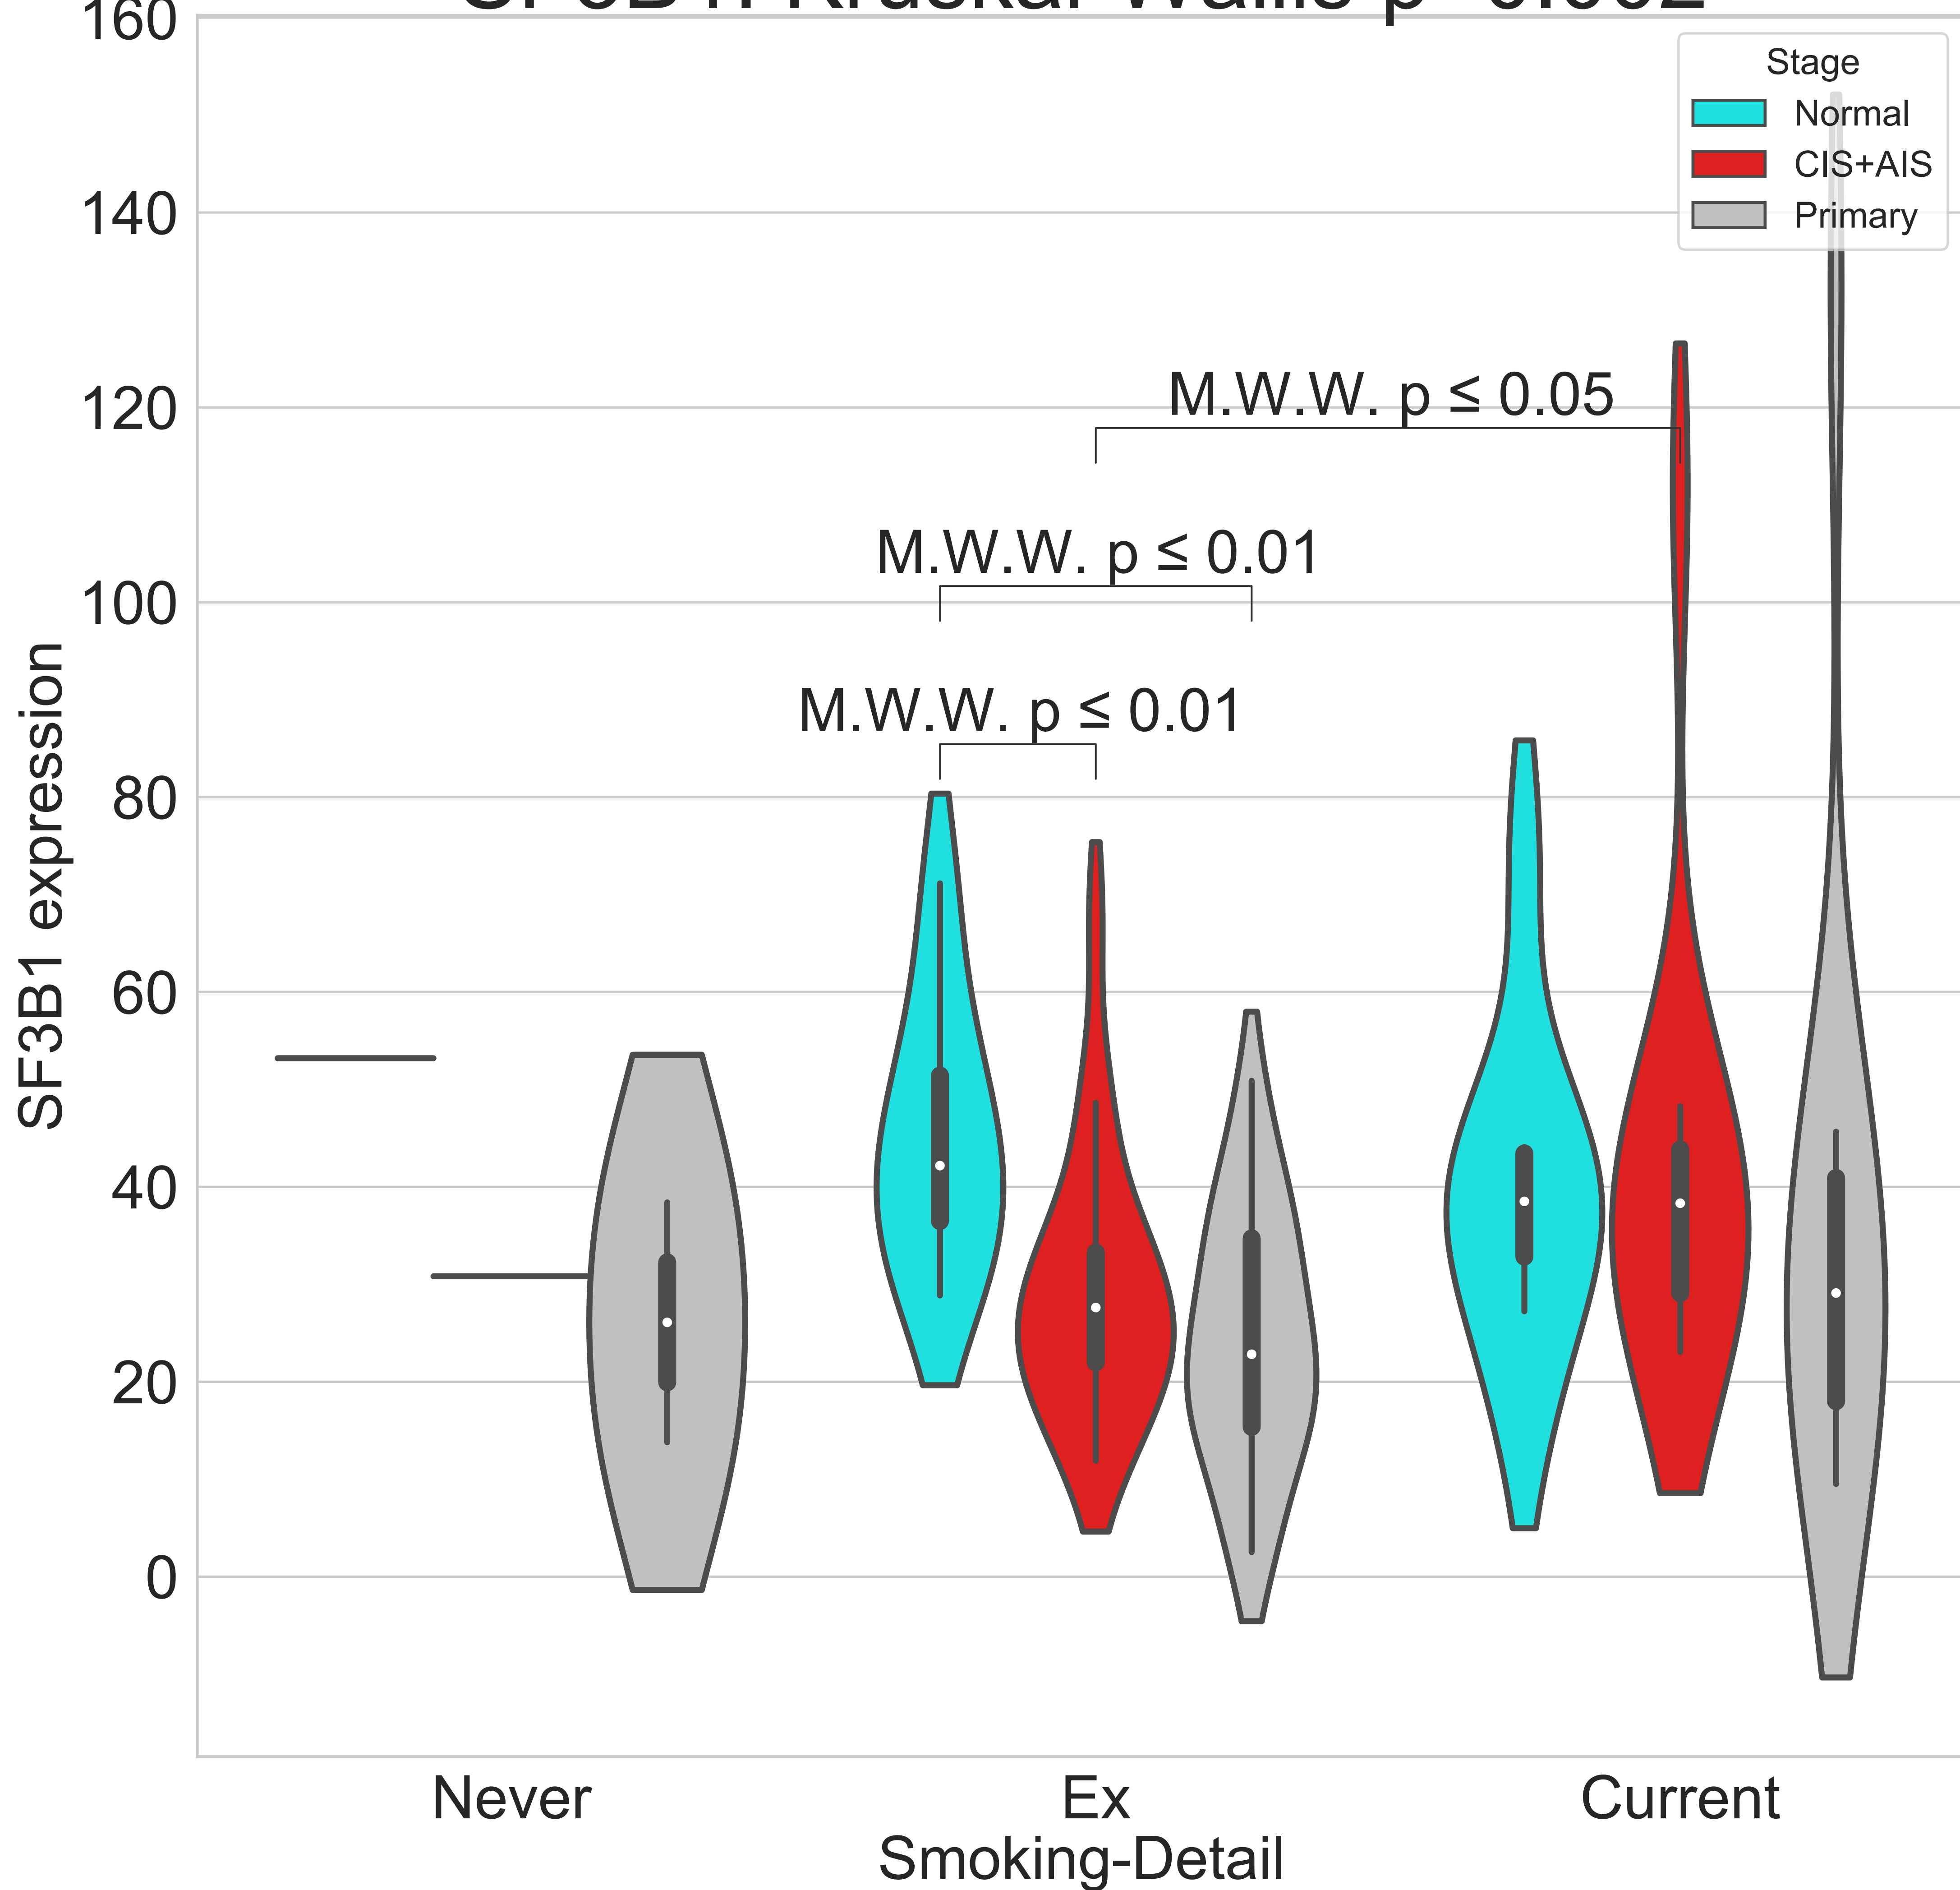 160
140
120
100
80
60
40
20
0
SF3B1 expression
Stage
Normal
CIS+AIS
Primary
M.W.W. p ≤ 0.05
M.W.W. p ≤ 0.01
M.W.W. p ≤ 0.01
Never
Ex
Current
Smoking-Detail